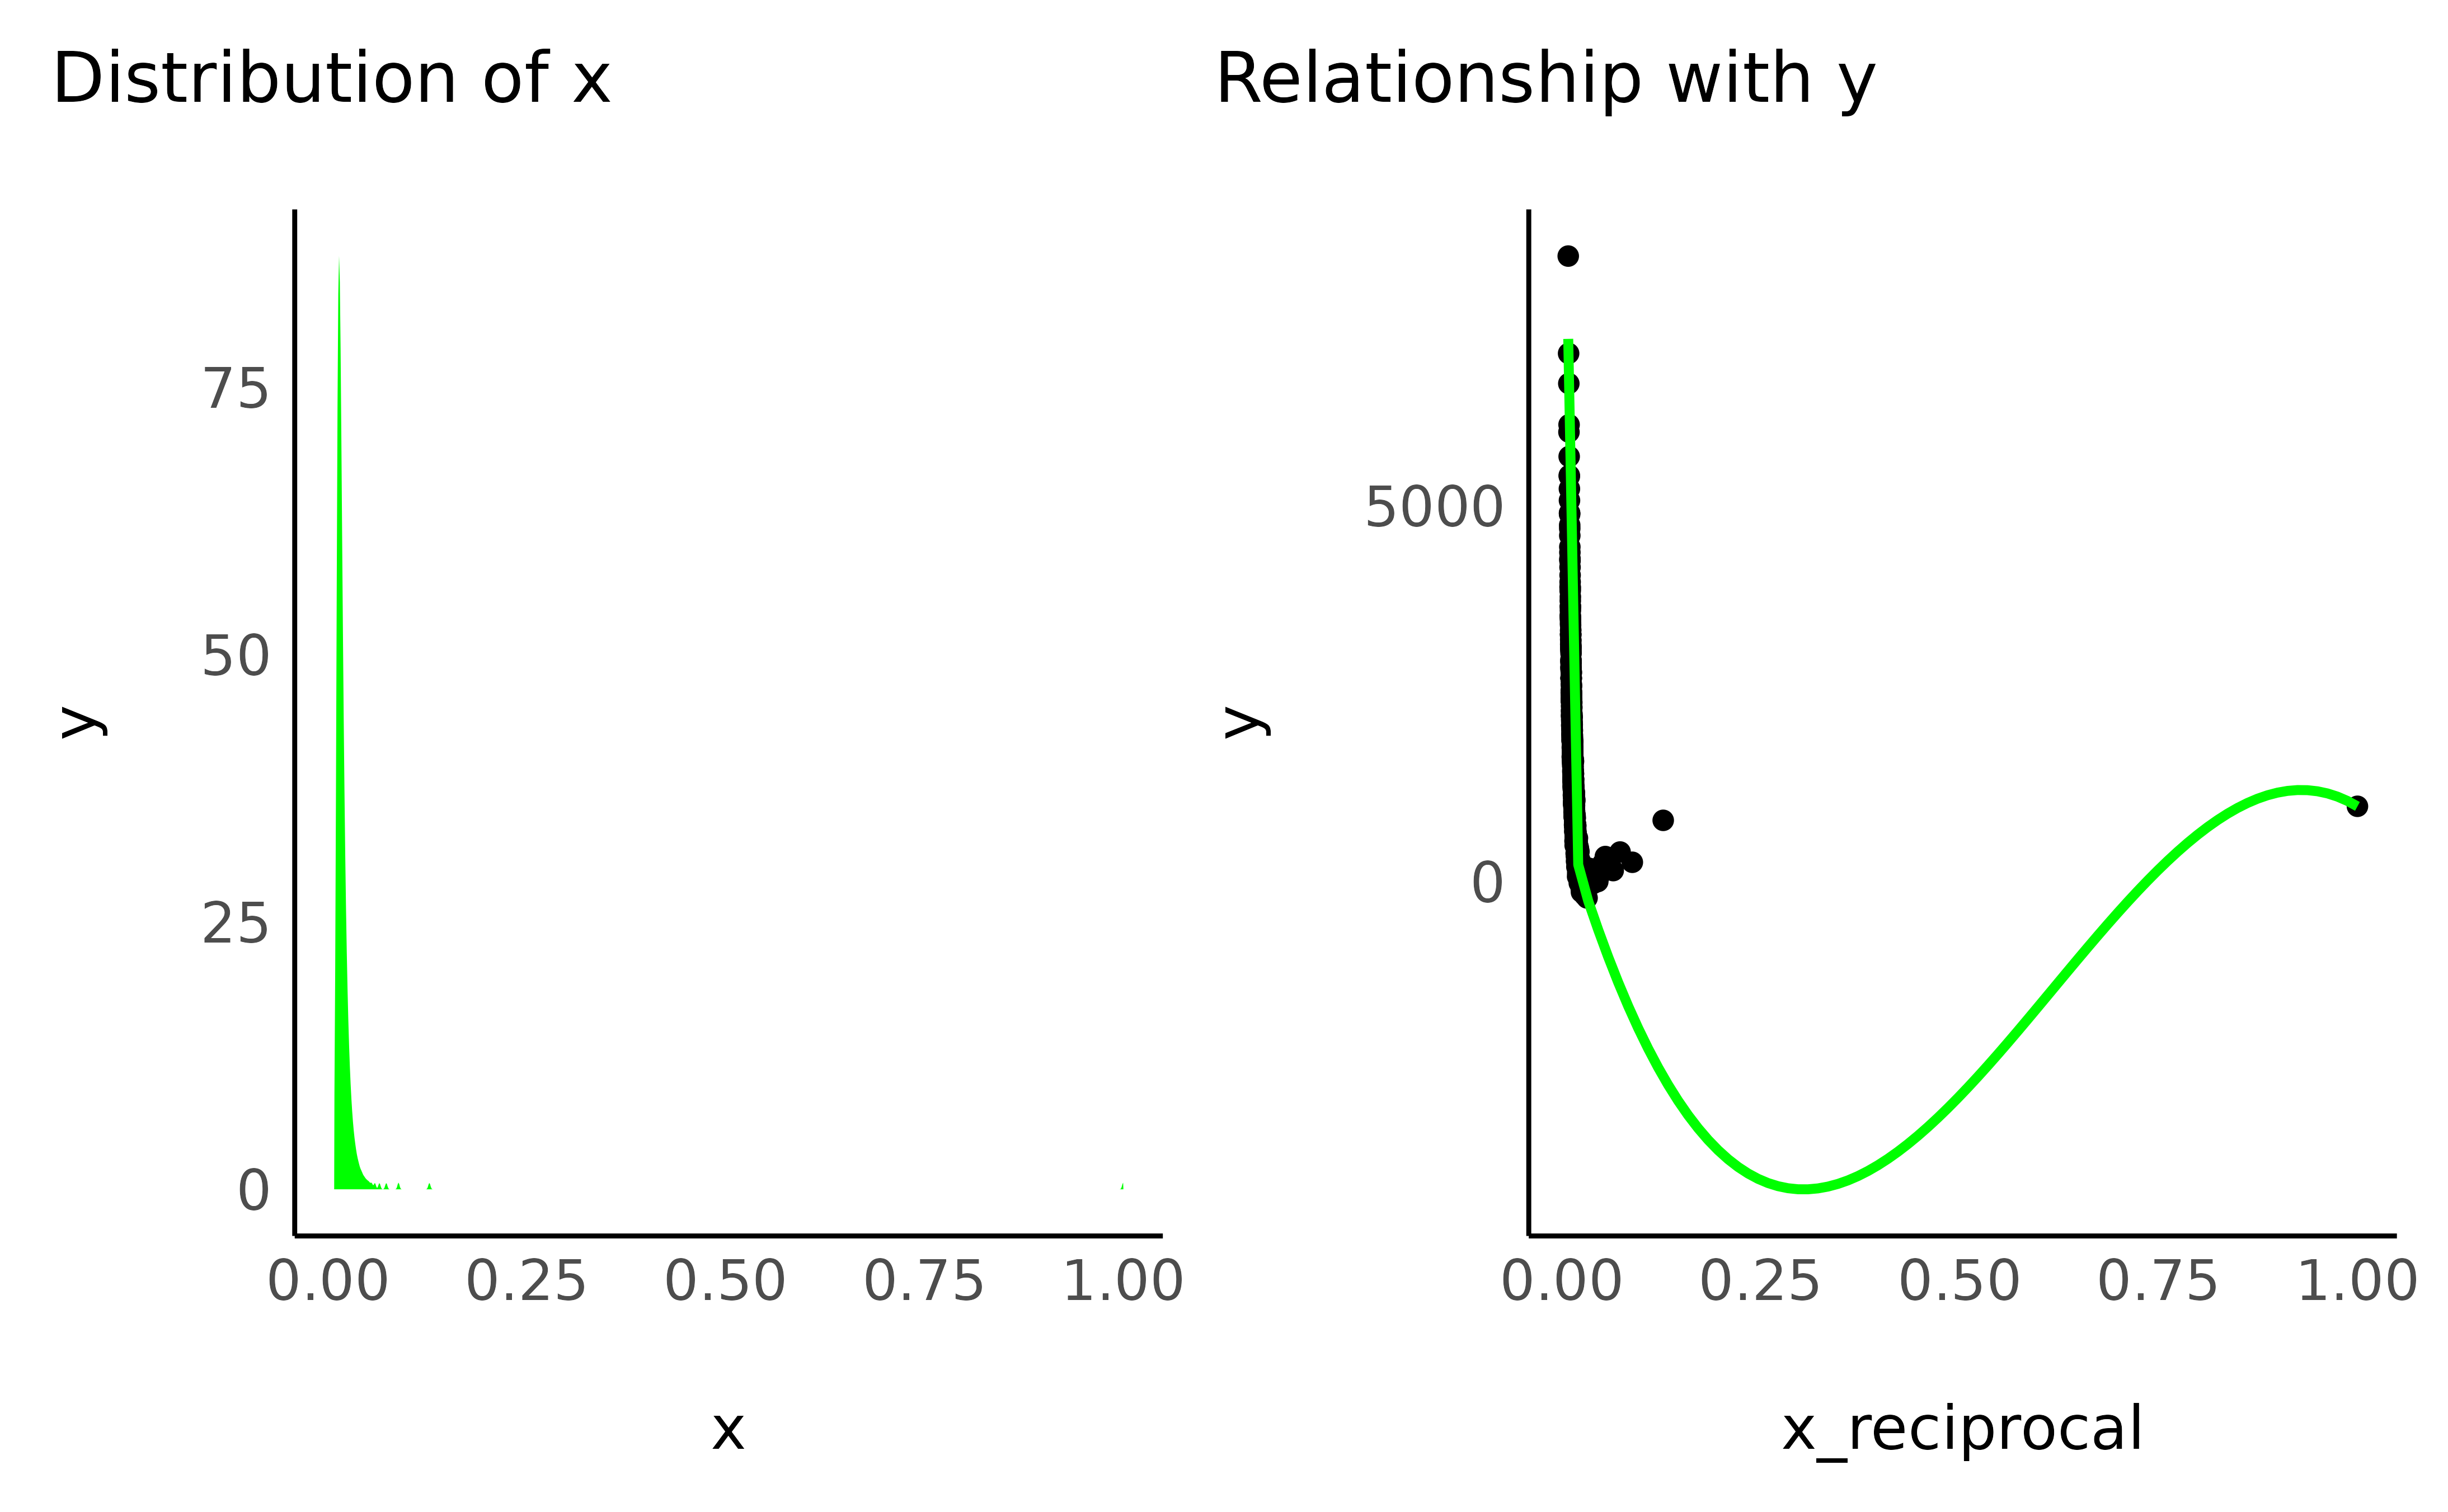 Distribution of x
75
50
25
0
y
0.00 0.25 0.50 0.75 1.00
x
Relationship with y
5000
0
y
0.00 0.25 0.50 0.75 1.00
x_reciprocal